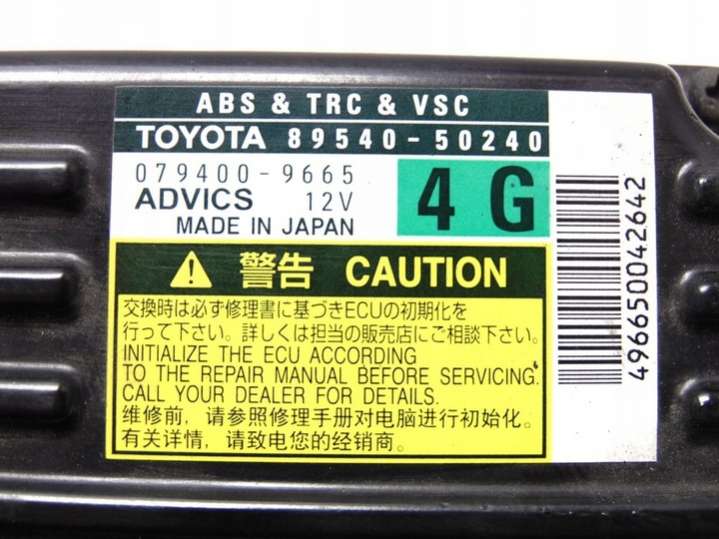 ABS & TRC & VSC
TOYOTA 89540-50240
079400-9665
ADVICS 12V
MADE IN JAPAN
4G
496650042642
警告 CAUTION
交換時は必ず修理書に基づきECUの初期化を
行って下さい。詳しくは担当の販売店にご相談下さい。
INITIALIZE THE ECU ACCORDING
TO THE REPAIR MANUAL BEFORE SERVICING.
CALL YOUR DEALER FOR DETAILS.
维修前，请参照修理手册对电脑进行初始化。
有关详情，请致电您的经销商。